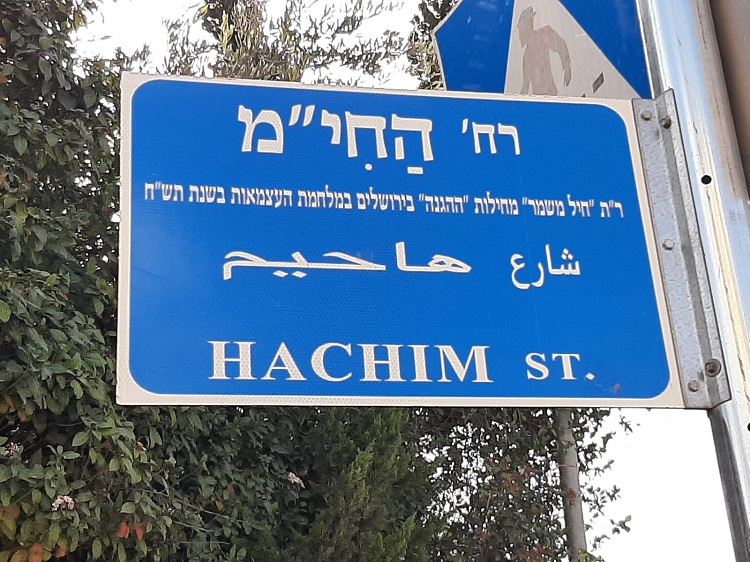 רח' הַחִי"מ
ר"ת "חיל משמר" מחילות "ההגנה" בירושלים במלחמת העצמאות בשנת תש"ח
شارع هاحيم
HACHIM ST.